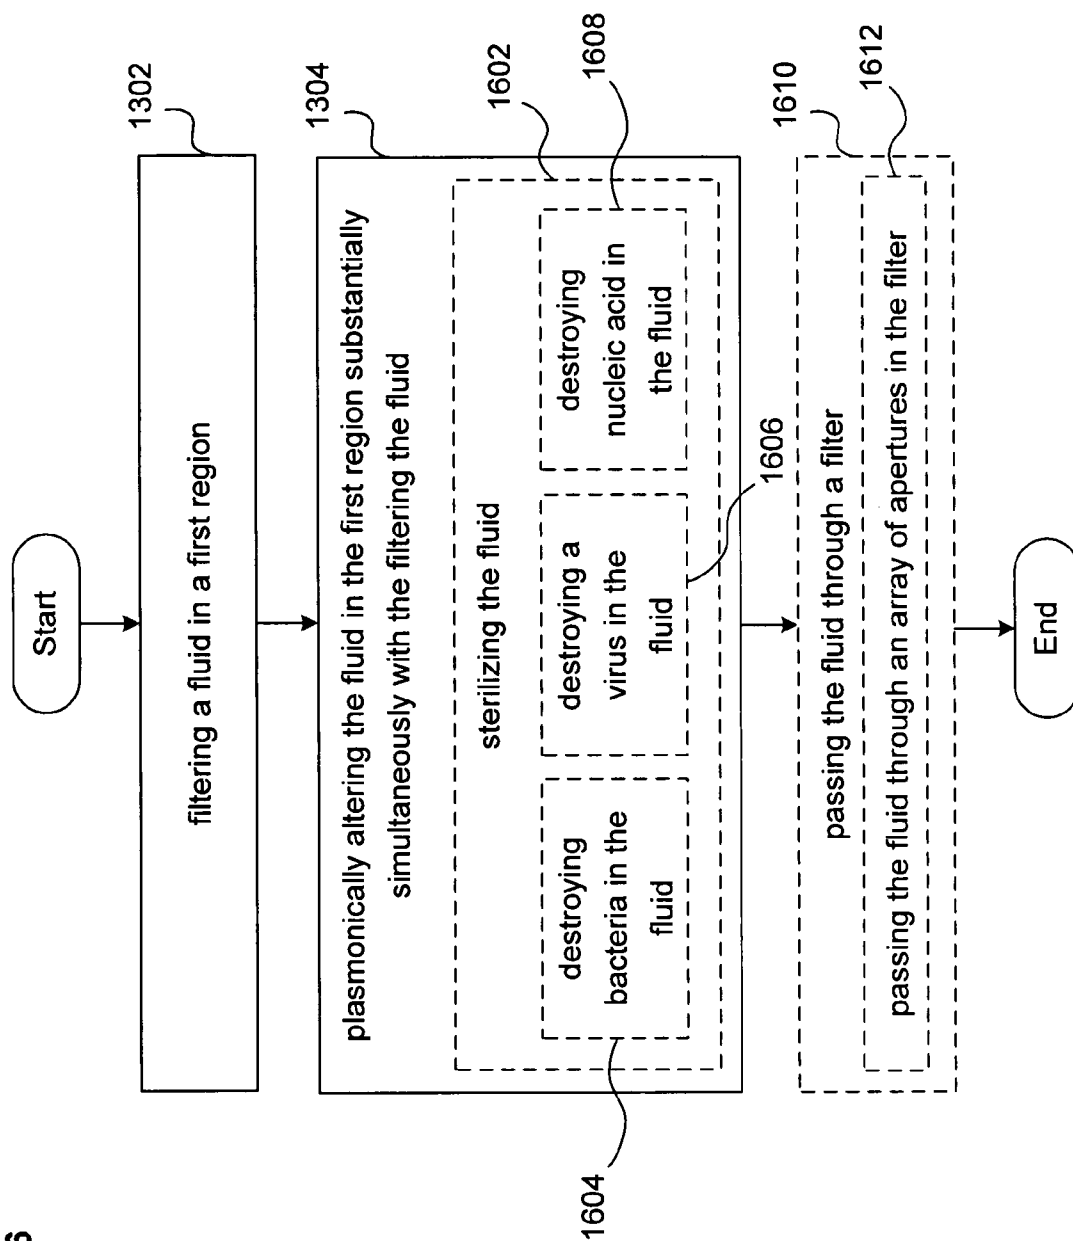 Start
filtering a fluid in a first region
1302
plasmonically altering the fluid in the first region substantially
simultaneously with the filtering the fluid
1304
sterilizing the fluid
1602
destroying
bacteria in the
fluid
1604
destroying a
virus in the
fluid
1606
destroying
nucleic acid in
the fluid
1608
passing the fluid through a filter
1610
passing the fluid through an array of apertures in the filter
1612
End